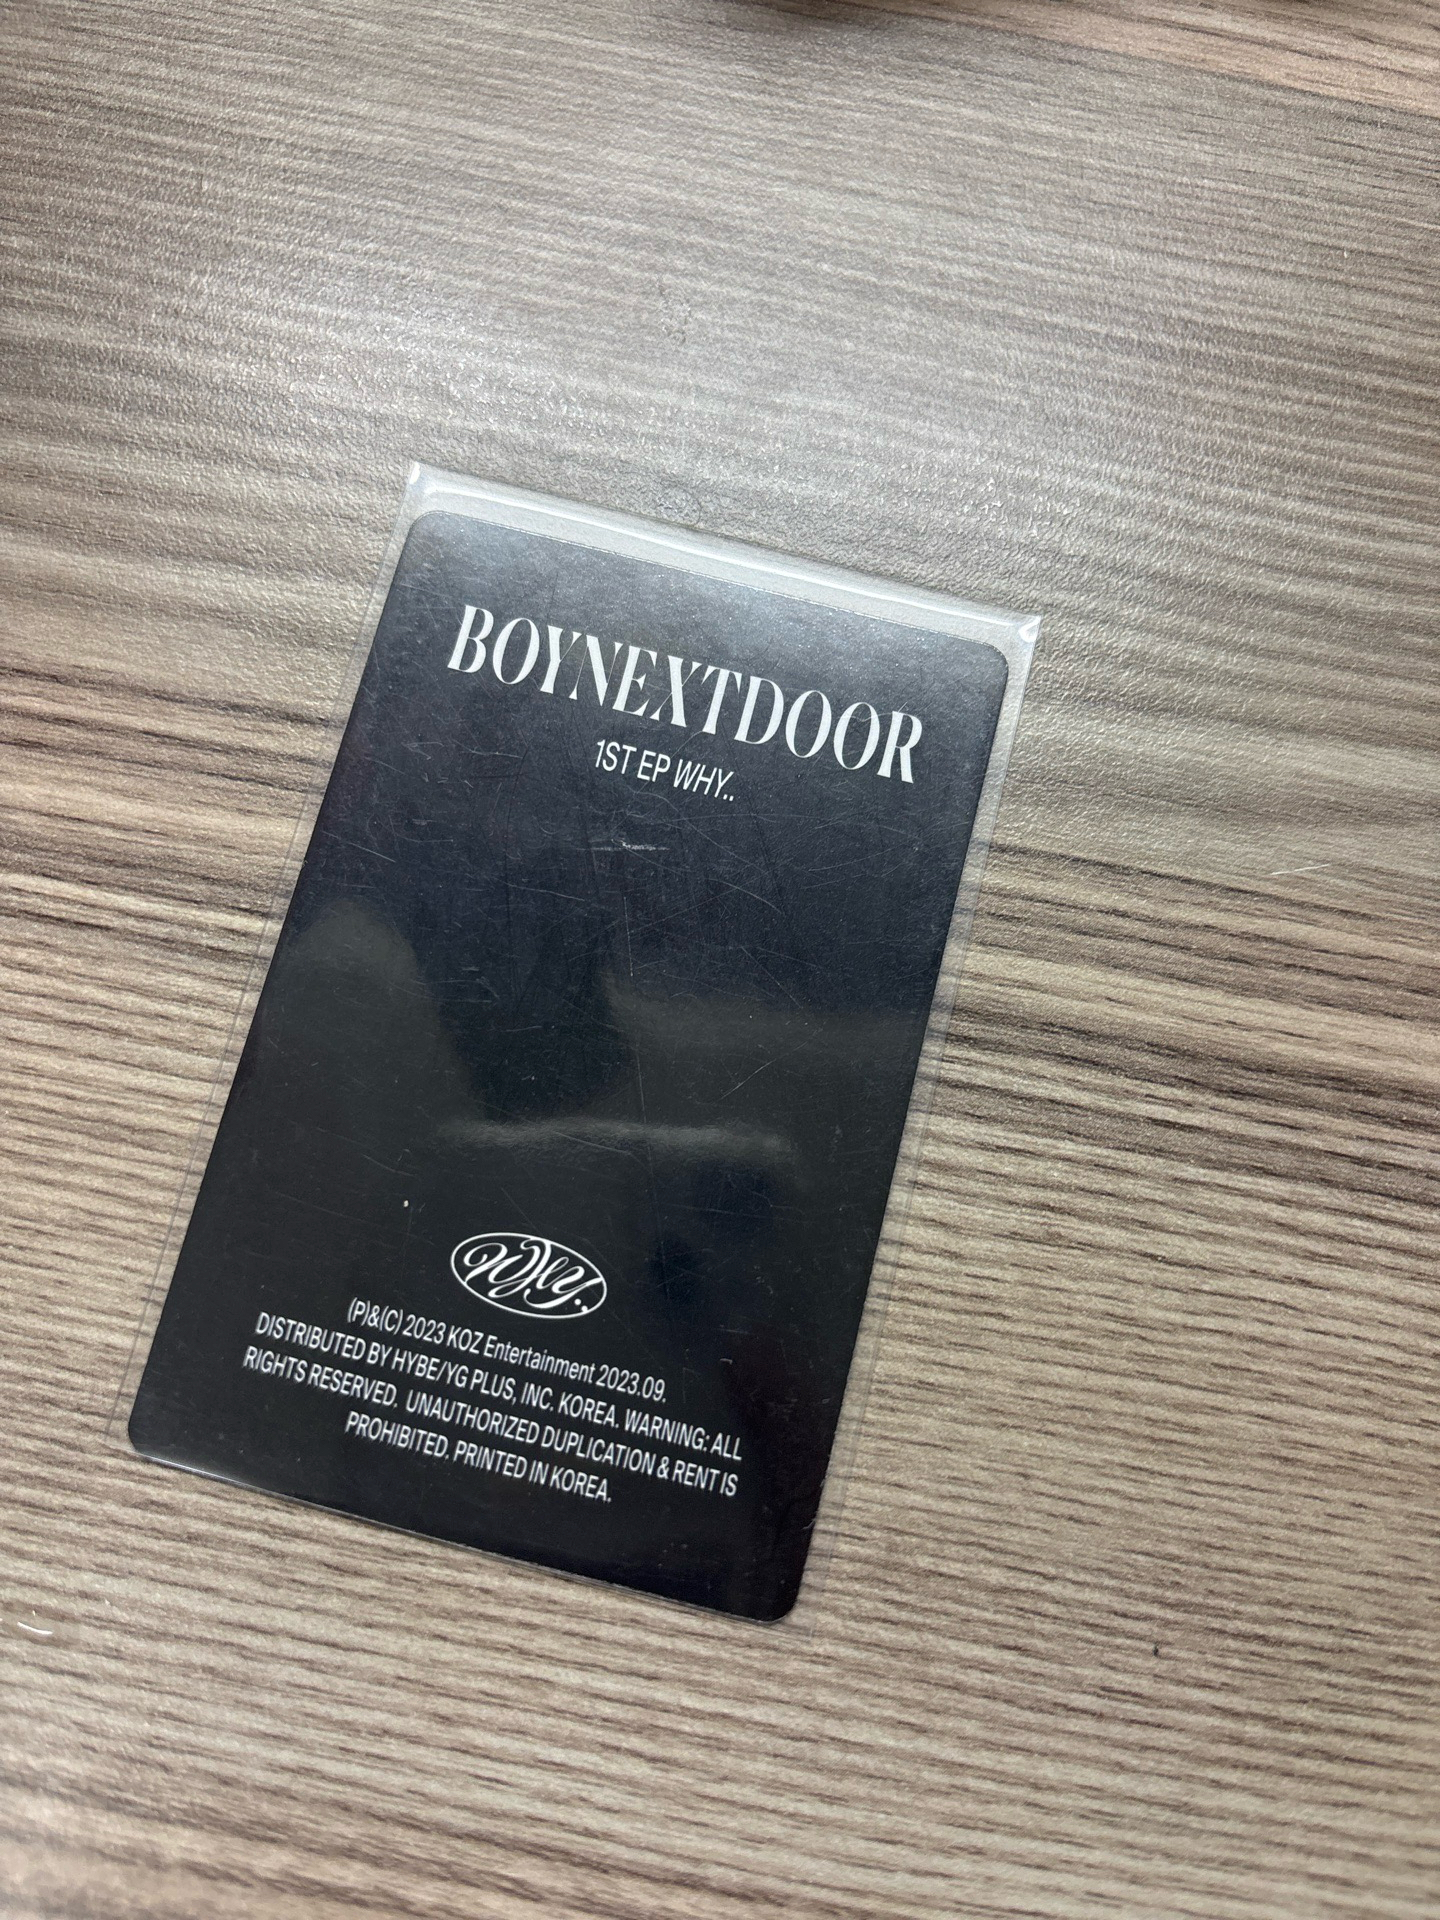 BOYNEXTDOOR
1ST EP WHY..
Why..
(P)&(C) 2023 KOZ Entertainment 2023.09.
DISTRIBUTED BY HYBE/YG PLUS, INC. KOREA. WARNING: ALL
RIGHTS RESERVED. UNAUTHORIZED DUPLICATION & RENT IS
PROHIBITED. PRINTED IN KOREA.